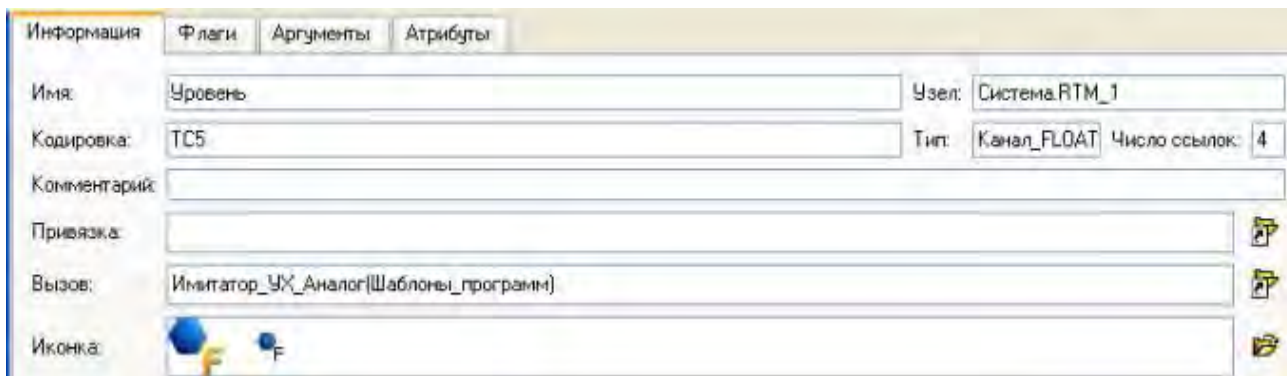 Информация Флаги Аргументы Атрибуты
Имя: Уровень Узел: Система.RTM_1
Кодировка: TC5 Тип: Канал_FLOAT Число ссылок: 4
Комментарий:
Привязка:
Вызов: Имитатор_УХ_Аналог(Шаблоны_программ)
Иконка: F F